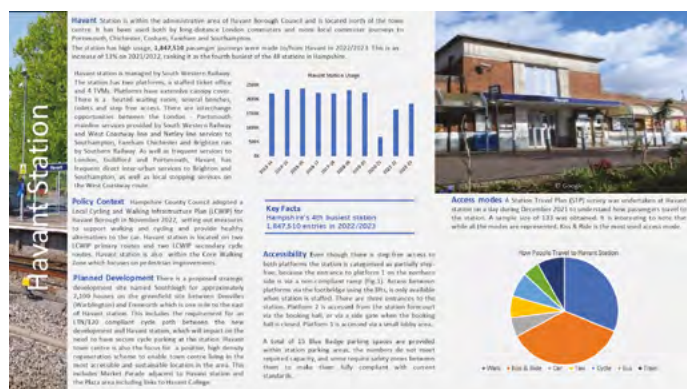 Havant Station
Havant Station is within the administrative area of Havant Borough Council and is located north of the town
centre. It has been used both by long-distance London commuters and more local commuter journeys to
Portsmouth, Chichester, Cosham, Fareham and Southampton.
The station has high usage, 1,847,510 passenger journeys were made to/from Havant in 2022/2023. This is an
increase of 13% on 2021/2022, ranking it as the fourth busiest of the 48 stations in Hampshire.
Havant station is managed by South Western Railway.
The station has two platforms, a staffed ticket office
and 4 TVMs. Platforms have extensive canopy cover.
There is a heated waiting room, several benches,
toilets and step free access. There are interchange
opportunities between the London - Portsmouth
mainline services provided by South Western Railway
and West Coastway line and Netley line services to
Southampton, Fareham Chichester and Brighton run
by Southern Railway. As well as frequent services to
London, Guildford and Portsmouth, Havant has
frequent direct inter-urban services to Brighton and
Southampton, as well as local stopping services on
the West Coastway route.
Policy Context Hampshire County Council adopted a
Local Cycling and Walking Infrastructure Plan (LCWIP) for
Havant Borough in November 2022, setting out measures
to support walking and cycling and provide healthy
alternatives to the car. Havant station is located on two
LCWIP primary routes and two LCWIP secondary cycle
routes. Havant station is also within the Core Walking
Zone which focuses on pedestrian improvements.
Planned Development There is a proposed strategic
development site named Southleigh for approximately
2,100 houses on the greenfield site between Denvilles
(Warblington) and Emsworth which is one mile to the east
of Havant station. This includes the requirement for an
LTN/120 compliant cycle path between the new
development and Havant station, which will impact on the
need to have secure cycle parking at the station. Havant
town centre is also the focus for a position, high density
regeneration scheme to enable town centre living in the
most accessible and sustainable location in the area. This
includes Market Parade adjacent to Havant station and
the Plaza area including links to Havant College.
Havant Station Usage
2500K
2000K
1500K
1000K
500K
0K
Key Facts
Hampshire's 4th busiest station
1,847,510 entries in 2022/2023
Accessibility Even though there is step-free access to
both platforms the station is categorised as partially step-
free, because the entrance to platform 1 on the northern
side is via a non-compliant ramp (Fig.1). Access between
platforms via the footbridge using the lifts, is only available
when station is staffed. There are three entrances to the
station. Platform 2 is accessed from the station forecourt
via the booking hall, or via a side gate when the booking
hall is closed. Platform 1 is accessed via a small lobby area.
A total of 15 Blue Badge parking spaces are provided
within station parking areas, the numbers do not meet
required capacity, and some require safety zones between
them to make them fully compliant with current
standards.
Access modes A Station Travel Plan (STP) survey was undertaken at Havant
station on a day during December 2021 to understand how passengers travel to
the station. A sample size of 133 was obtained. It is interesting to note that
while all the modes are represented, Kiss & Ride is the most used access mode.
How People Travel to Havant Station
Walk Kiss & Ride Car Taxi Cycle Bus Train